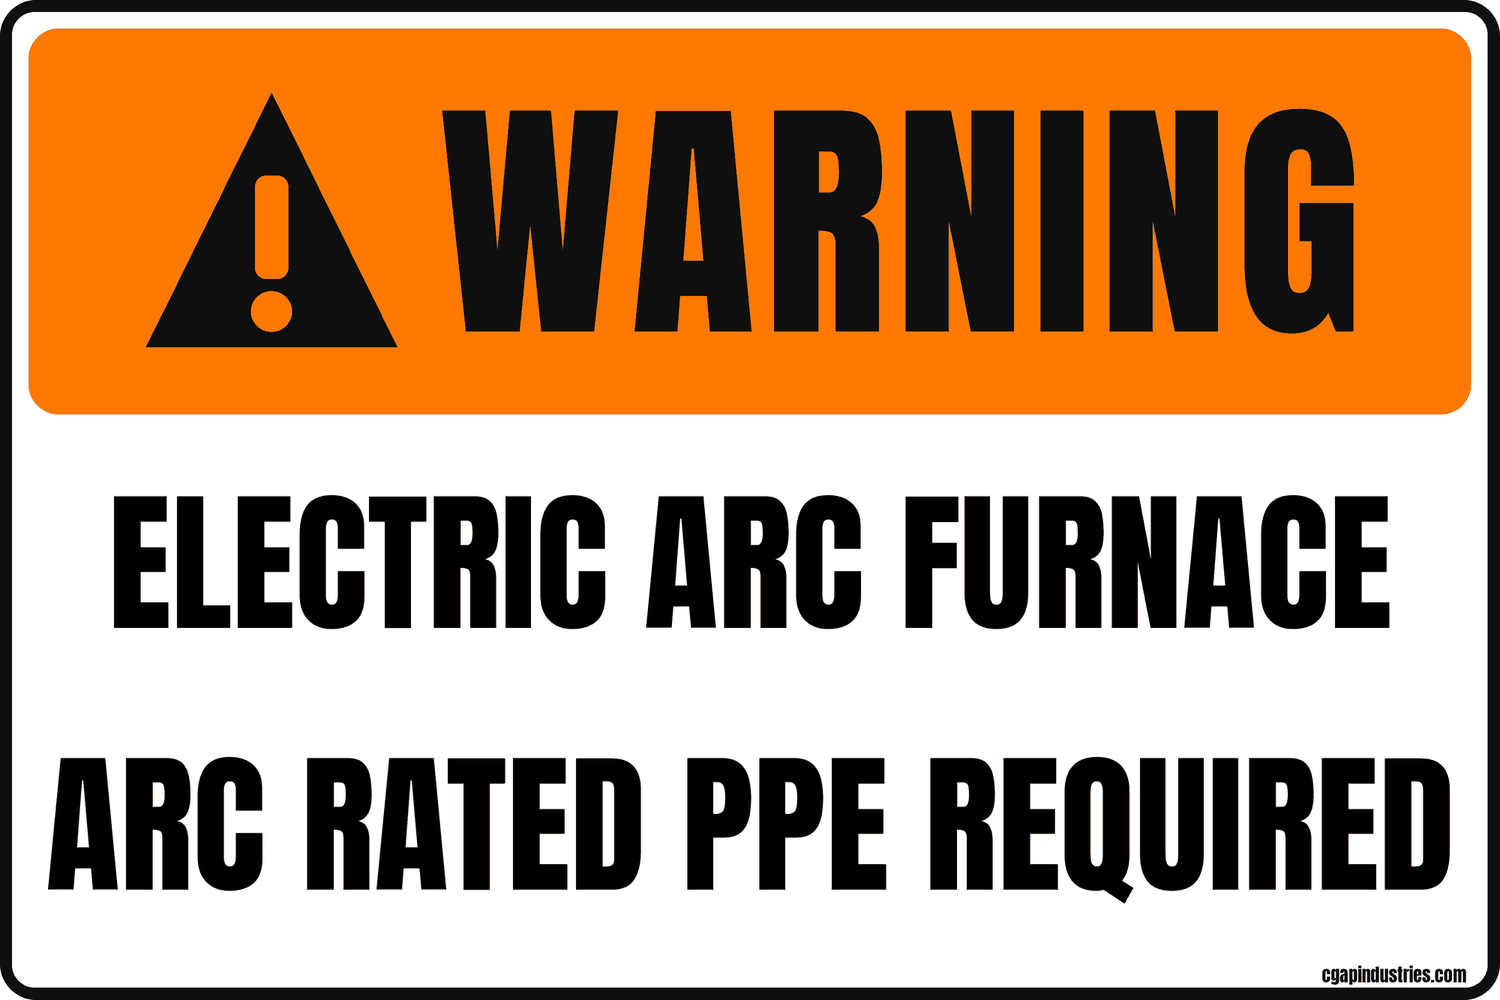 WARNING
ELECTRIC ARC FURNACE
ARC RATED PPE REQUIRED
cgapindustries.com